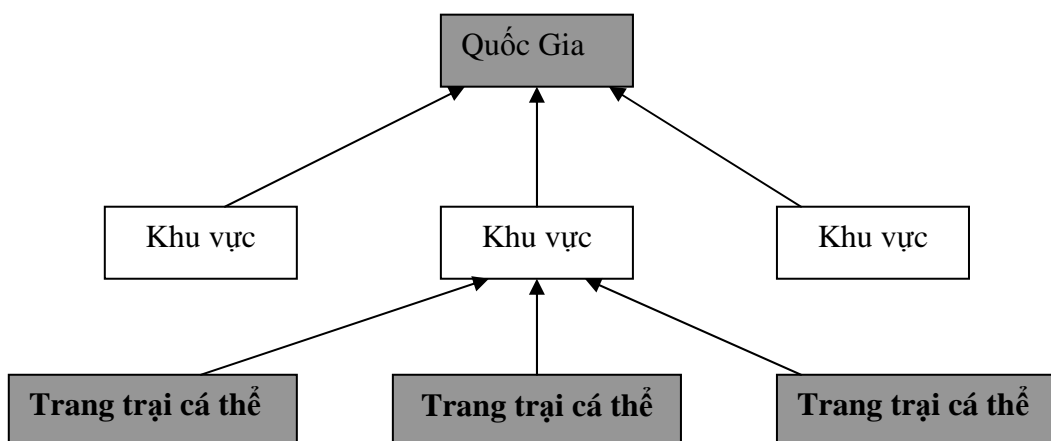 Quốc Gia
Khu vực
Khu vực
Khu vực
Trang trại cá thể
Trang trại cá thể
Trang trại cá thể